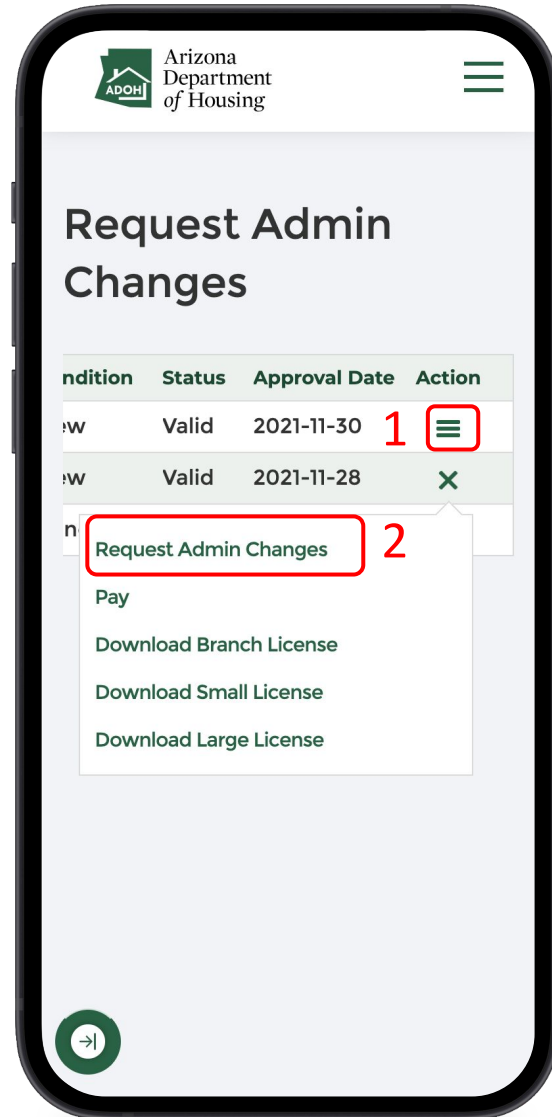 Arizona
Department
of Housing
ADOH
Request Admin
Changes
ndition Status Approval Date Action
ew Valid 2021-11-30 1
ew Valid 2021-11-28
Request Admin Changes 2
Pay
Download Branch License
Download Small License
Download Large License